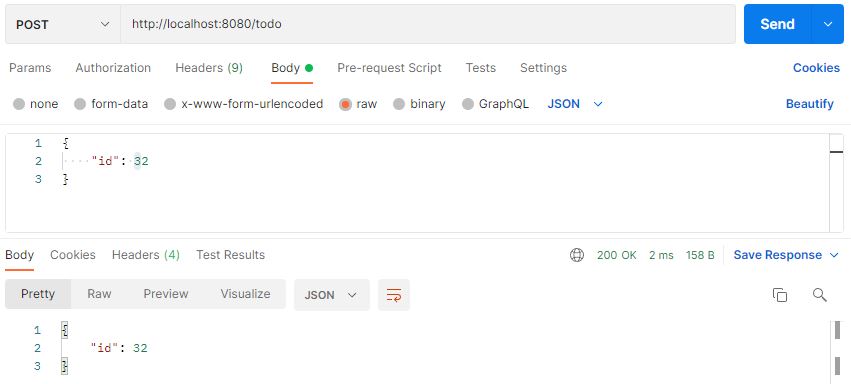 POST http://localhost:8080/todo Send
Params Authorization Headers (9) Body Pre-request Script Tests Settings Cookies
none form-data x-www-form-urlencoded raw binary GraphQL JSON Beautify
1 {
2 ····"id":·32
3 }
Body Cookies Headers (4) Test Results 200 OK 2 ms 158 B Save Response
Pretty Raw Preview Visualize JSON
1 {
2 "id": 32
3 }